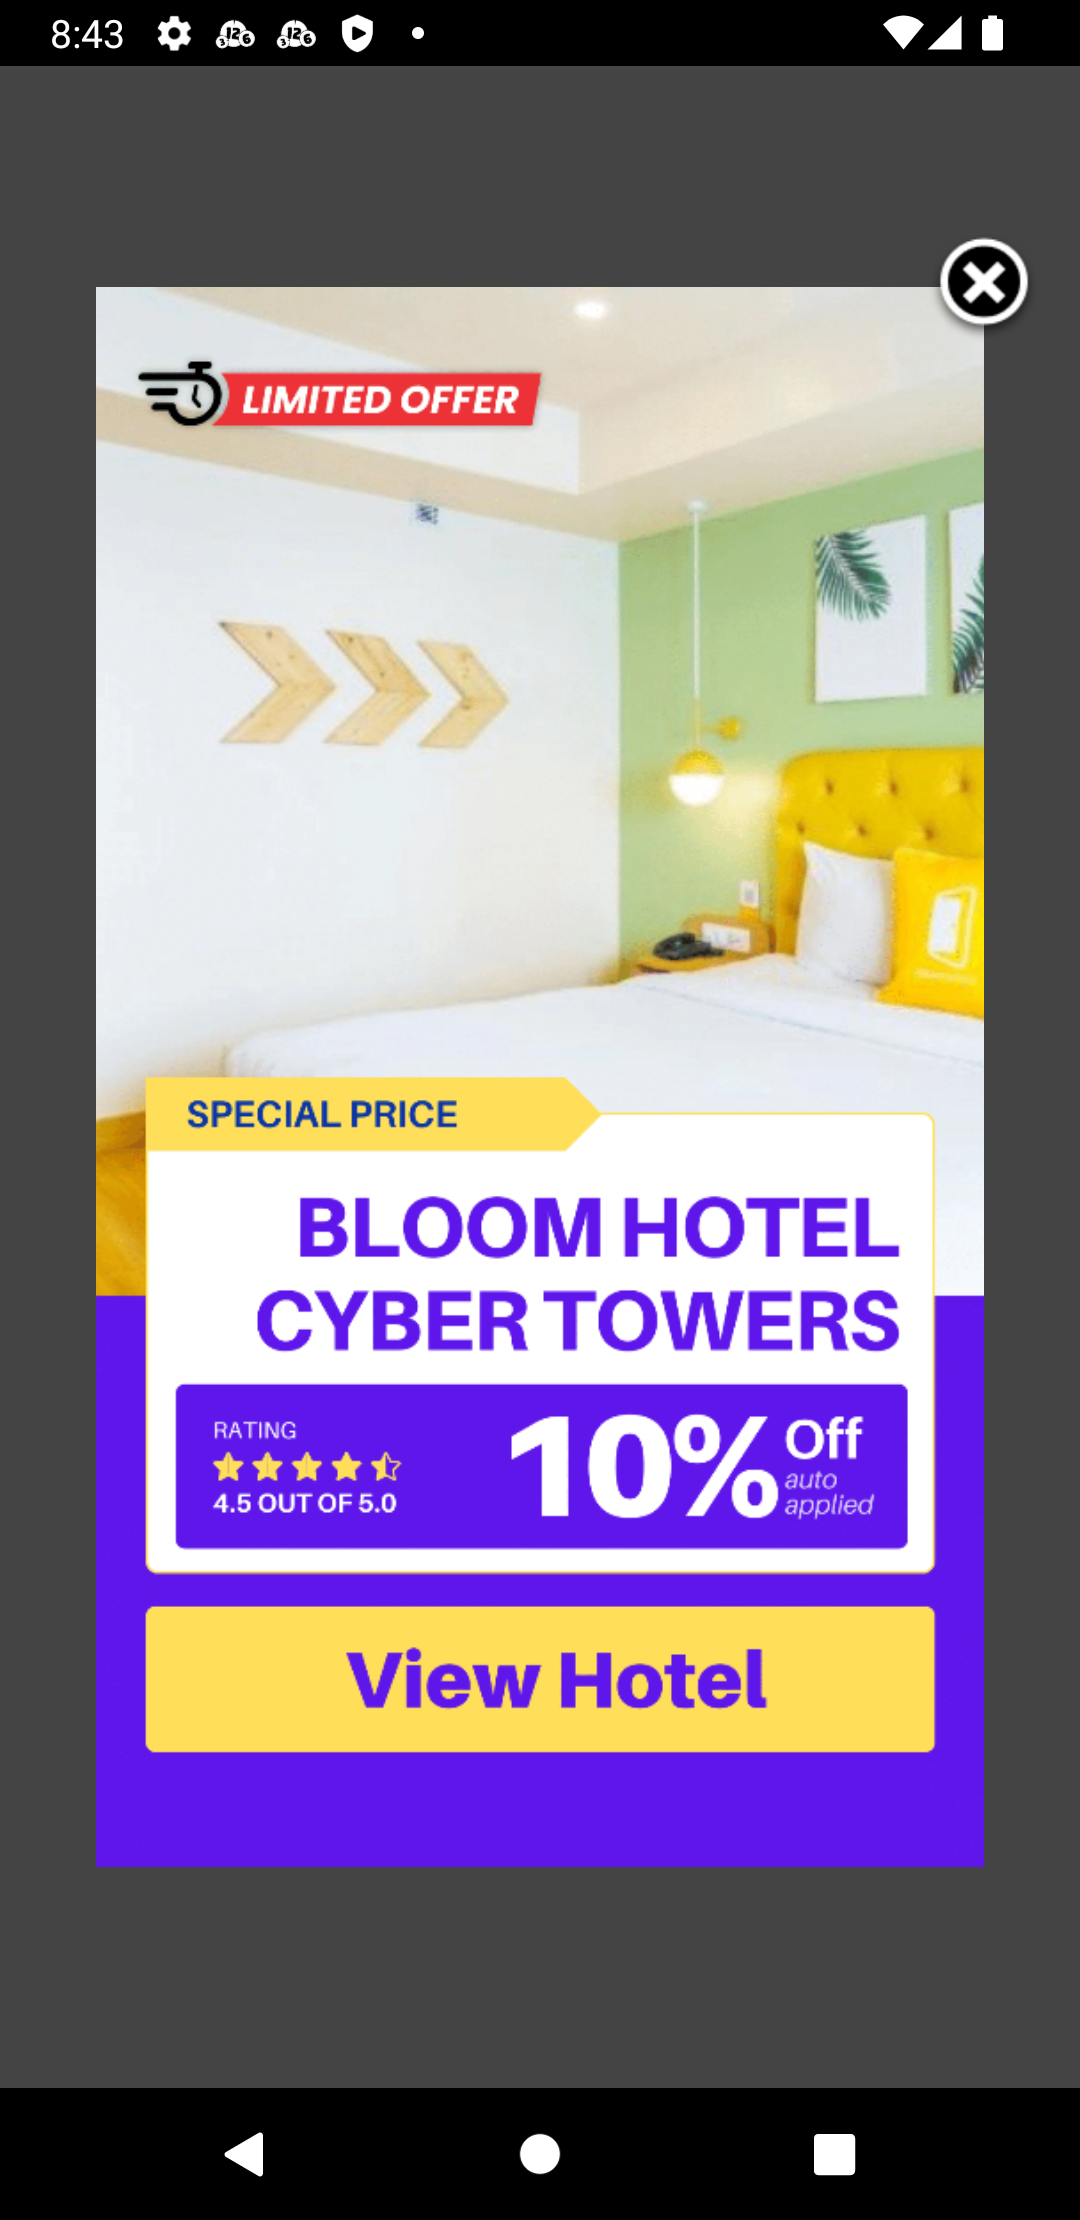 8:43
LIMITED OFFER
SPECIAL PRICE
BLOOM HOTEL
CYBER TOWERS
RATING
4.5 OUT OF 5.0
10% Off
auto
applied
View Hotel